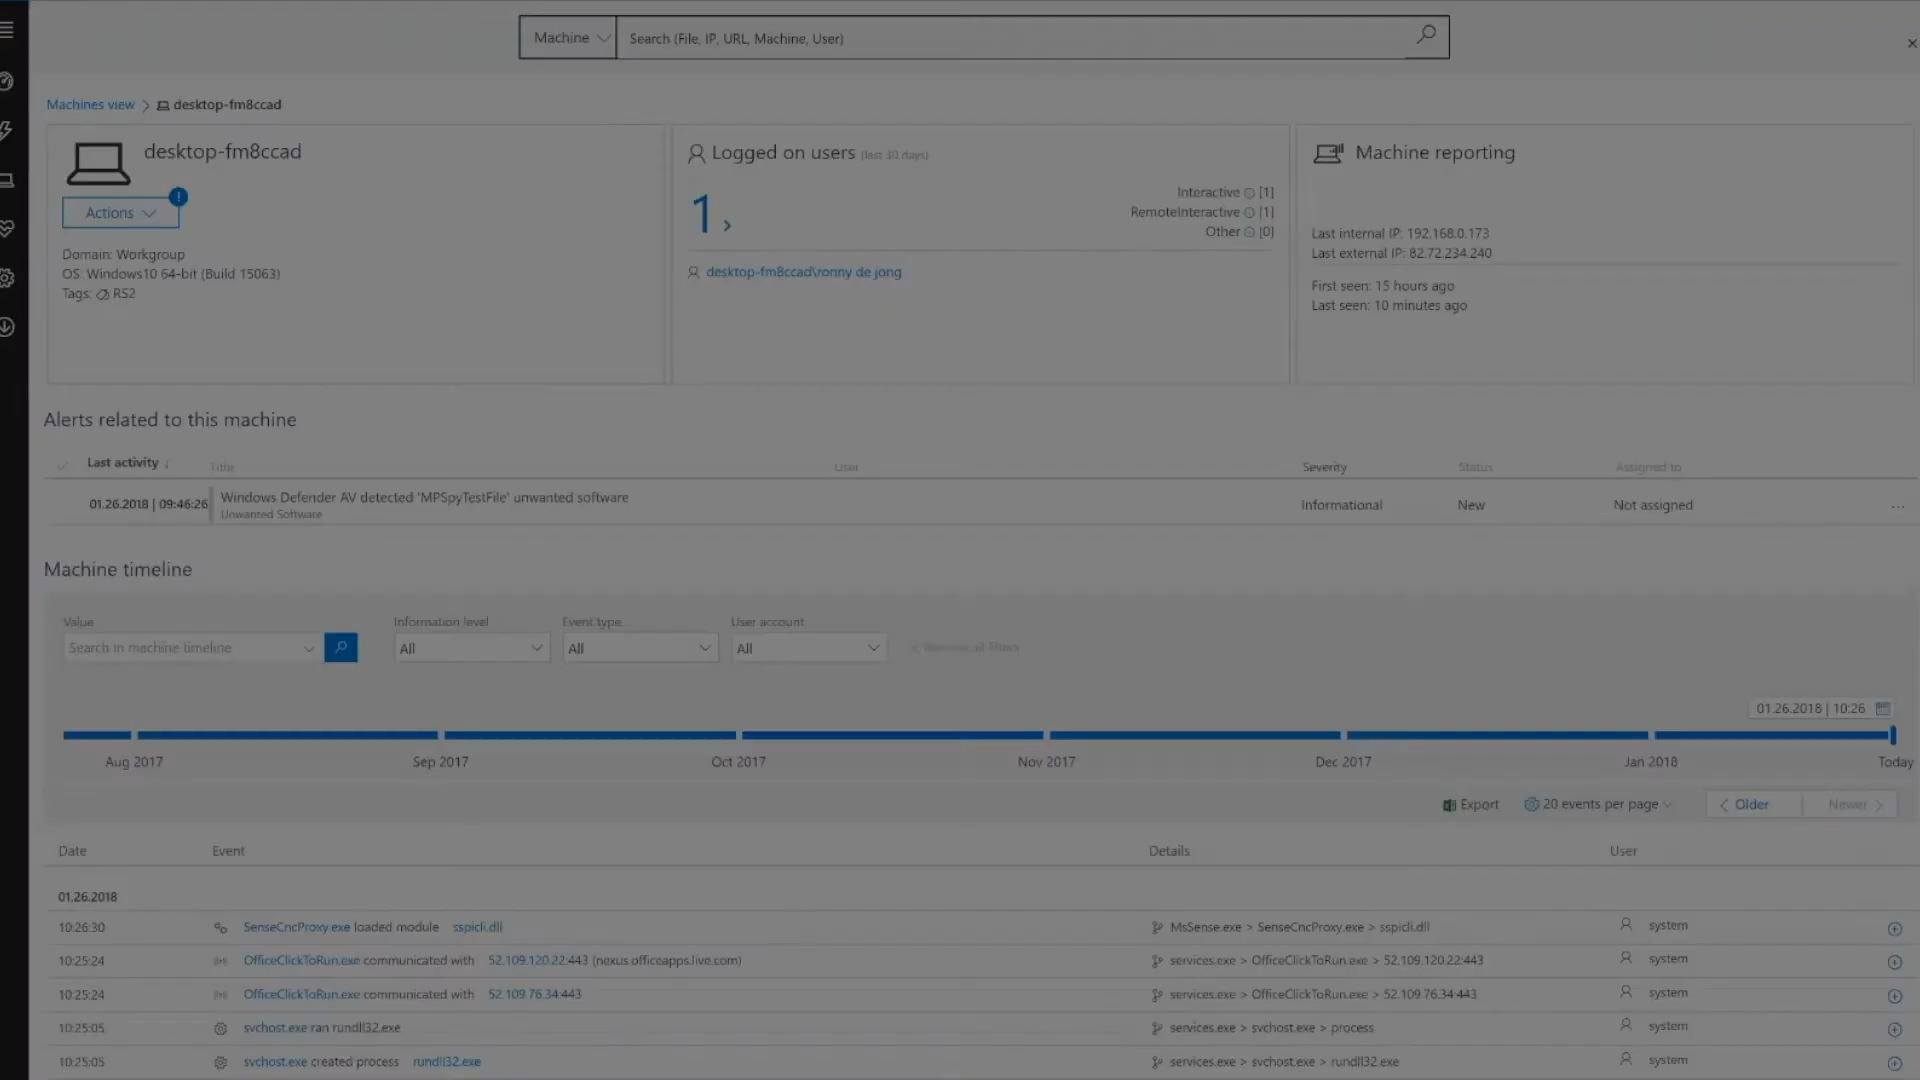 Machine Search (File, IP, URL, Machine, User)
Machines view > desktop-fm8ccad
desktop-fm8ccad
Actions
!
Domain: Workgroup
OS: Windows10 64-bit (Build 15063)
Tags: RS2
Logged on users (last 30 days)
1 >
Interactive [1]
RemoteInteractive [1]
Other [0]
desktop-fm8ccad\ronny de jong
Machine reporting
Last internal IP: 192.168.0.173
Last external IP: 82.72.234.240
First seen: 15 hours ago
Last seen: 10 minutes ago
Alerts related to this machine
Last activity ↓ Title User Severity Status Assigned to
01.26.2018 | 09:46:26 Windows Defender AV detected 'MPSpyTestFile' unwanted software Informational New Not assigned ...
Unwanted Software
Machine timeline
Value Information level Event type User account
Search in machine timeline All All All Remove all filters
01.26.2018 | 10:26
Aug 2017 Sep 2017 Oct 2017 Nov 2017 Dec 2017 Jan 2018 Today
Export 20 events per page < Older Newer >
Date Event Details User
01.26.2018
10:26:30 SenseCncProxy.exe loaded module sspicli.dll MsSense.exe > SenseCncProxy.exe > sspicli.dll system
10:25:24 OfficeClickToRun.exe communicated with 52.109.120.22:443 (nexus.officeapps.live.com) services.exe > OfficeClickToRun.exe > 52.109.120.22:443 system
10:25:24 OfficeClickToRun.exe communicated with 52.109.76.34:443 services.exe > OfficeClickToRun.exe > 52.109.76.34:443 system
10:25:05 svchost.exe ran rundll32.exe services.exe > svchost.exe > process system
10:25:05 svchost.exe created process rundll32.exe services.exe > svchost.exe > rundll32.exe system